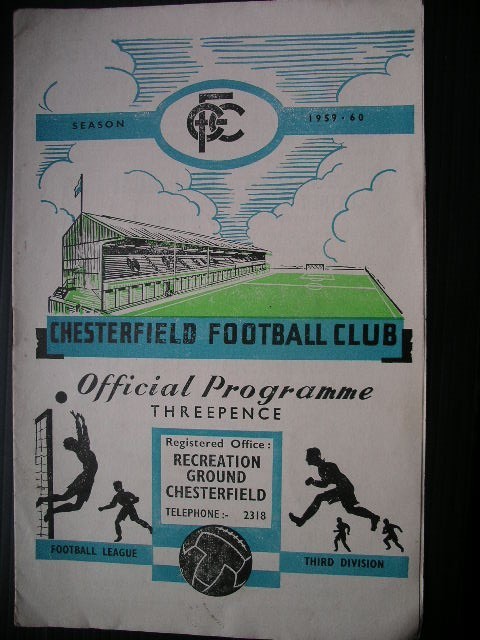 SEASON
1959-60
CHESTERFIELD FOOTBALL CLUB
Official Programme
THREEPENCE
Registered Office:
RECREATION
GROUND
CHESTERFIELD
TELEPHONE:- 2318
FOOTBALL LEAGUE
THIRD DIVISION